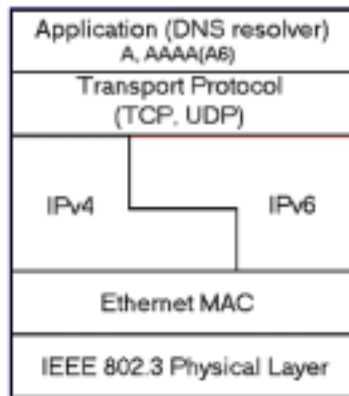 Application (DNS resolver)
A, AAAA(A6)
Transport Protocol
(TCP, UDP)
IPv4
IPv6
Ethernet MAC
IEEE 802.3 Physical Layer